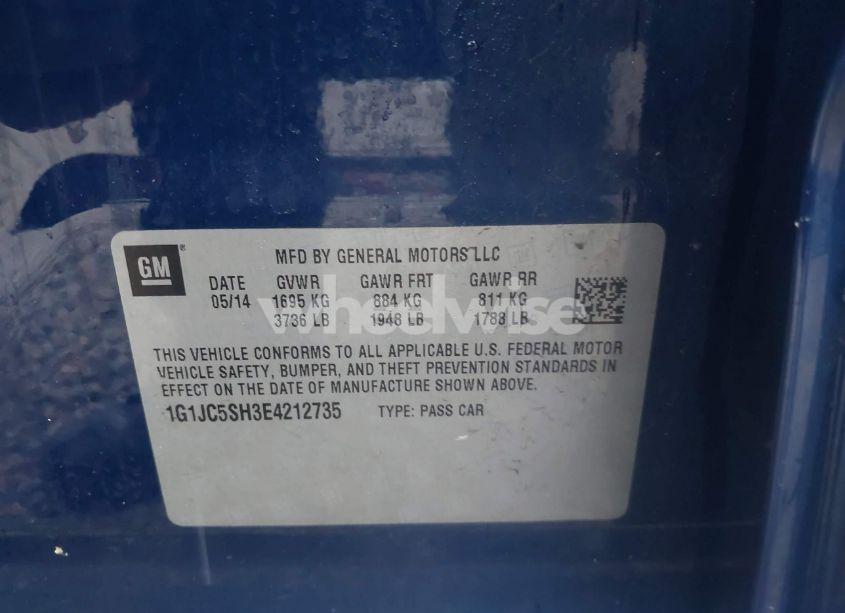 GM
MFD BY GENERAL MOTORS LLC
DATE GVWR GAWR FRT GAWR RR
05/14 1695 KG 884 KG 811 KG
3736 LB 1948 LB 1788 LB
wheelwise
THIS VEHICLE CONFORMS TO ALL APPLICABLE U.S. FEDERAL MOTOR
VEHICLE SAFETY, BUMPER, AND THEFT PREVENTION STANDARDS IN
EFFECT ON THE DATE OF MANUFACTURE SHOWN ABOVE.
1G1JC5SH3E4212735 TYPE: PASS CAR